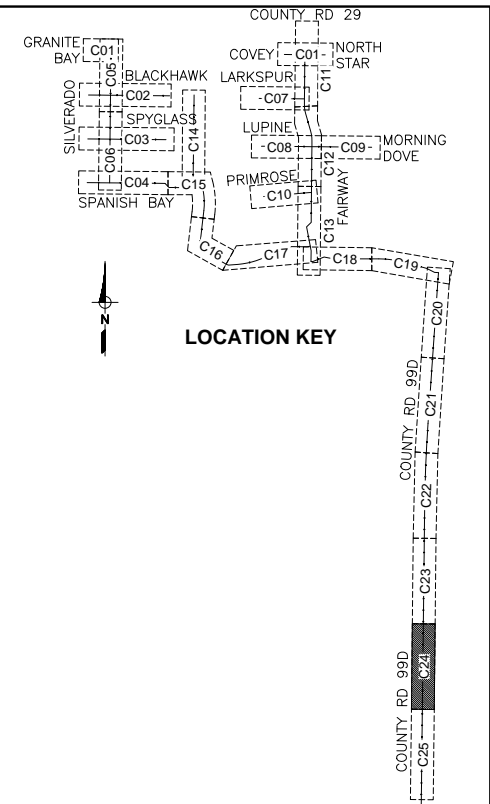 COUNTY RD 29
GRANITE
BAY
C01
C05
BLACKHAWK
C02
SILVERADO
SPYGLASS
C03
C06
C04
SPANISH BAY
C14
C15
C16
C17
COVEY
C01
NORTH
STAR
C11
LARKSPUR
C07
LUPINE
C08
C09
MORNING
DOVE
C12
PRIMROSE
C10
FAIRWAY
C13
C18
C19
C20
N
LOCATION KEY
COUNTY RD 99D
C21
C22
C23
COUNTY RD 99D
C24
C25